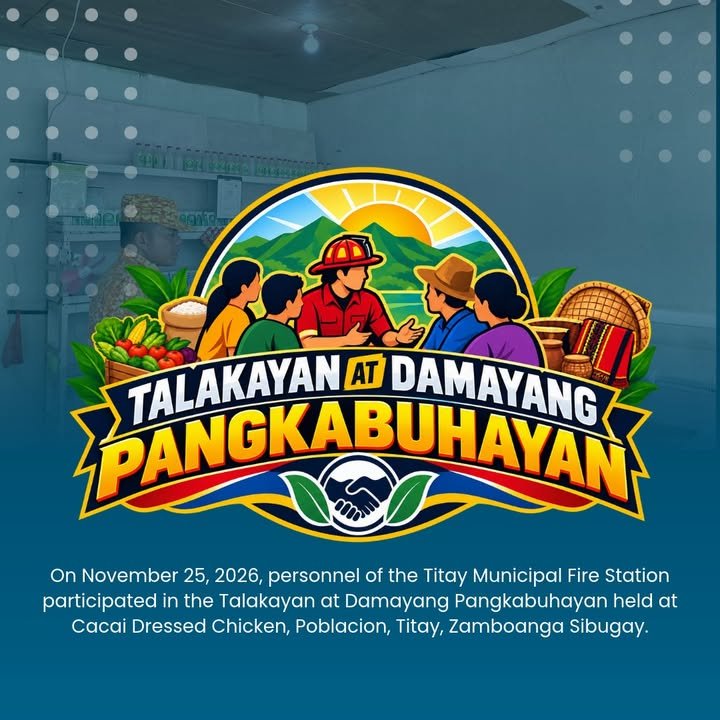 TALAKAYAN AT DAMAYANG
PANGKABUHAYAN
On November 25, 2026, personnel of the Titay Municipal Fire Station
participated in the Talakayan at Damayang Pangkabuhayan held at
Cacai Dressed Chicken, Poblacion, Titay, Zamboanga Sibugay.